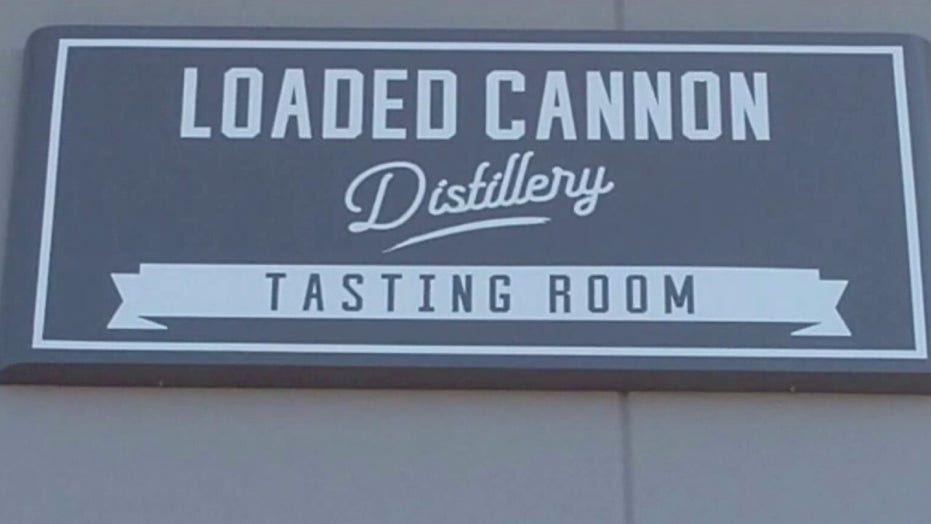 LOADED CANNON
Distillery
TASTING ROOM